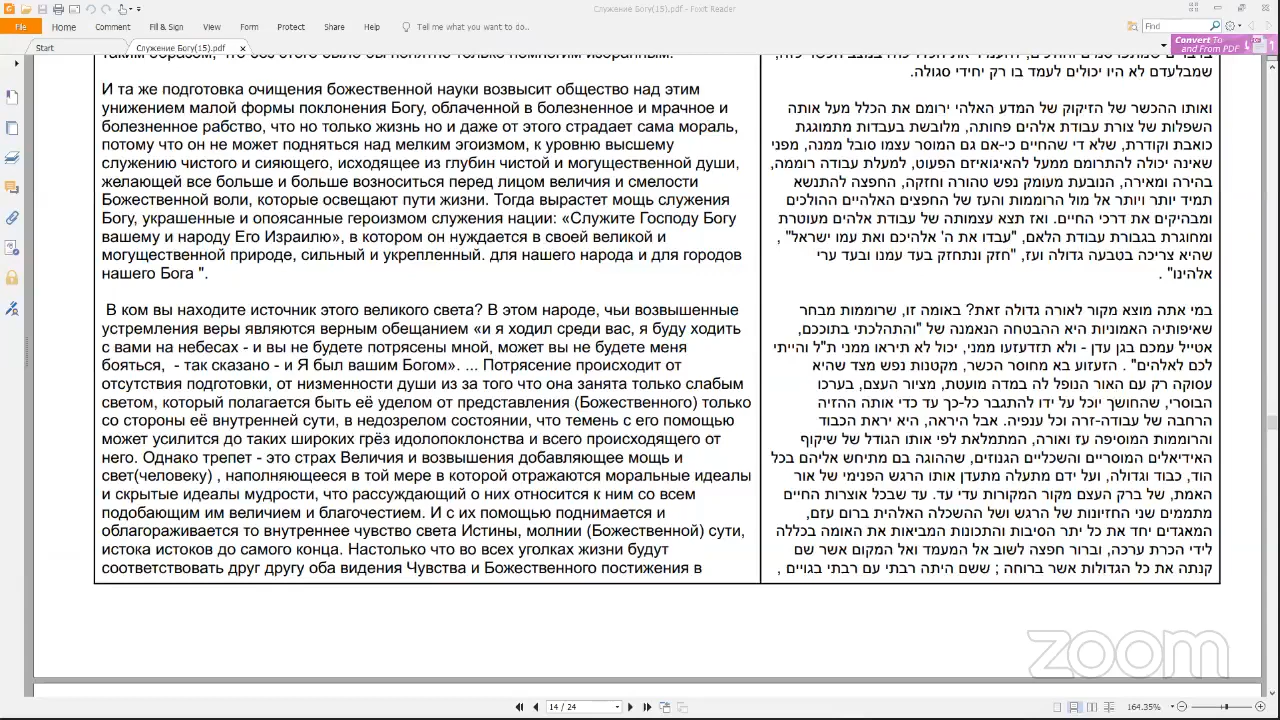 Служение Богу(15).pdf - Foxit Reader
File Home Comment Fill & Sign View Form Protect Share Help Tell me what you want to do..
Find
Start Служение Богу(15).pdf
Convert To
and From PDF
таким образом, что без этого было бы понятно только немногим избранным.
И та же подготовка очищения божественной науки возвысит общество над этим
унижением малой формы поклонения Богу, облаченной в болезненное и мрачное и
болезненное рабство, что но только жизнь но и даже от этого страдает сама мораль,
потому что он не может подняться над мелким эгоизмом, к уровню высшему
служению чистого и сияющего, исходящее из глубин чистой и могущественной души,
желающей все больше и больше возноситься перед лицом величия и смелости
Божественной воли, которые освещают пути жизни. Тогда вырастет мощь служения
Богу, украшенные и опоясанные героизмом служения нации: «Служите Господу Богу
вашему и народу Его Израилю», в котором он нуждается в своей великой и
могущественной природе, сильный и укрепленный. для нашего народа и для городов
нашего Бога ".
В ком вы находите источник этого великого света? В этом народе, чьи возвышенные
устремления веры являются верным обещанием «и я ходил среди вас, я буду ходить
с вами на небесах - и вы не будете потрясены мной, может вы не будете меня
бояться, - так сказано - и Я был вашим Богом». ... Потрясение происходит от
отсутствия подготовки, от низменности души из за того что она занята только слабым
светом, который полагается быть её уделом от представления (Божественного) только
со стороны её внутренней сути, в недозрелом состоянии, что темень с его помощью
может усилится до таких широких грёз идолопоклонства и всего происходящего от
него. Однако трепет - это страх Величия и возвышения добавляющее мощь и
свет(человеку) , наполняющееся в той мере в которой отражаются моральные идеалы
и скрытые идеалы мудрости, что рассуждающий о них относится к ним со всем
подобающим им величием и благочестием. И с их помощью поднимается и
облагораживается то внутреннее чувство света Истины, молнии (Божественной) сути,
истока истоков до самого конца. Настолько что во всех уголках жизни будут
соответствовать друг другу оба видения Чувства и Божественного постижения в
שמבלעדם לא היו יכולים לעמד בו רק יחידי סגולה.
ואותו ההכשר של הזיקוק של המדע האלהי ירומם את הכלל מעל אותה
השפלות של צורת עבודת אלהים פחותה, מלובשת בעבדות מתמוגגת
כואבת וקודרת, שלא די שהחיים כי-אם גם המוסר עצמו סובל ממנה, מפני
שאינה יכולה להתרומם ממעל להאיגואיזם הפעוט, למעלת עבודה רוממה,
בהירה ומאירה, הנובעת מעומק נפש טהורה וחזקה, החפצה להתנשא
תמיד יותר ויותר אל מול הרוממות והעז של החפצים האלהיים ההולכים
ומבהיקים את דרכי החיים. ואז תצא עצמותה של עבודת אלהים מעוטרת
ומחוגרת בגבורת עבודת הלאם, "עבדו את ה' אלהיכם ואת עמו ישראל" ,
שהיא צריכה בטבעה גדולה ועז, "חזק ונתחזק בעד עמנו ובעד ערי
אלהינו" .
במי אתה מוצא מקור לאורה גדולה זאת? באומה זו, שרוממות מבחר
שאיפותיה האמוניות היא ההבטחה הנאמנה של "והתהלכתי בתוככם,
אטייל עמכם בגן עדן - ולא תזדעזעו ממני, יכול לא תיראו ממני ת"ל והייתי
לכם לאלהים" . הזעזוע בא מחוסר הכשר, מקטנות נפש מצד שהיא
עסוקה רק עם האור הנופל לה במדה מועטת, מציור העצם, בערכו
הבוסרי, שהחושך יוכל על ידו להתגבר כל-כך עד כדי אותה ההזיה
הרחבה של עבודה-זרה וכל ענפיה. אבל היראה, היא יראת הכבוד
והרוממות המוסיפה עז ואורה, המתמלאת לפי אותו הגודל של שיקוף
האידיאלים המוסריים והשכליים הגנוזים, שההוגה בם מתיחש אליהם בכל
הוד, כבוד וגדולה, ועל ידם מתעלה מתעדן אותו הרגש הפנימי של אור
האמת, של ברק העצם מקור המקורות עדי עד. עד שבכל אוצרות החיים
מתממים שני החזיונות של הרגש ושל ההשכלה האלהית ברום עזם,
המאגדים יחד את כל יתר הסיבות והתכונות המביאות את האומה בכללה
לידי הכרת ערכה, וברור חפצה לשוב אל המעמד ואל המקום אשר שם
קנתה את כל הגדולות אשר ברוחה ; ששם היתה רבתי עם רבתי בגויים ,
zoom
14 / 24
164.35%